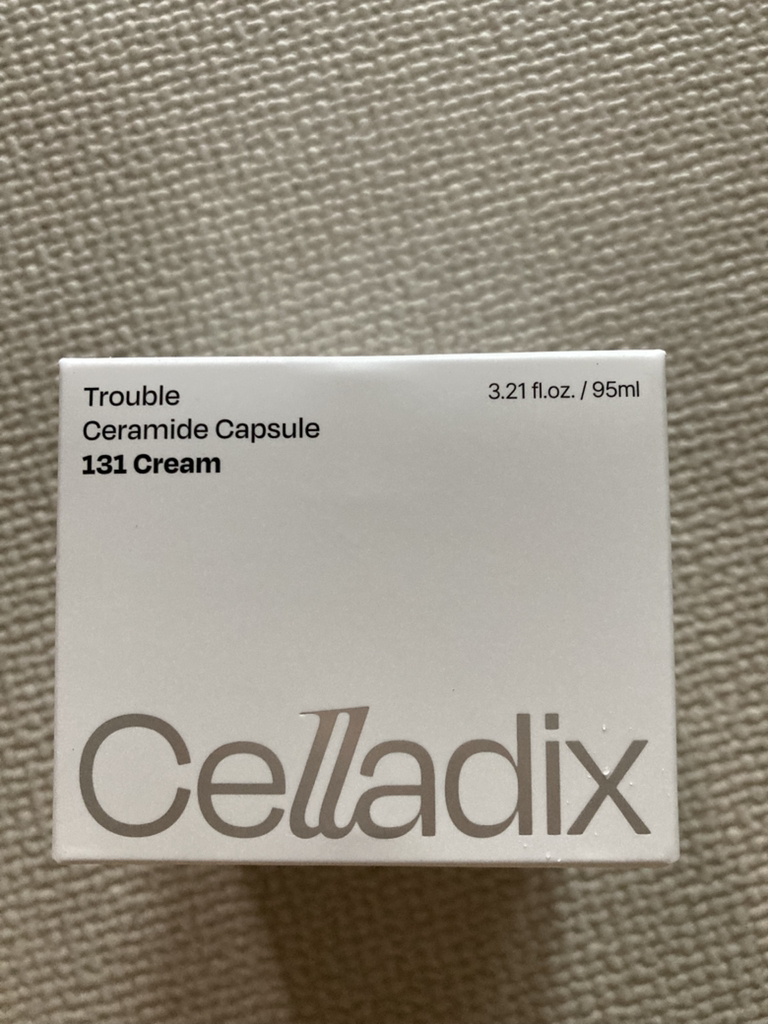 Trouble
Ceramide Capsule
131 Cream
3.21 fl.oz. / 95ml
Celladix